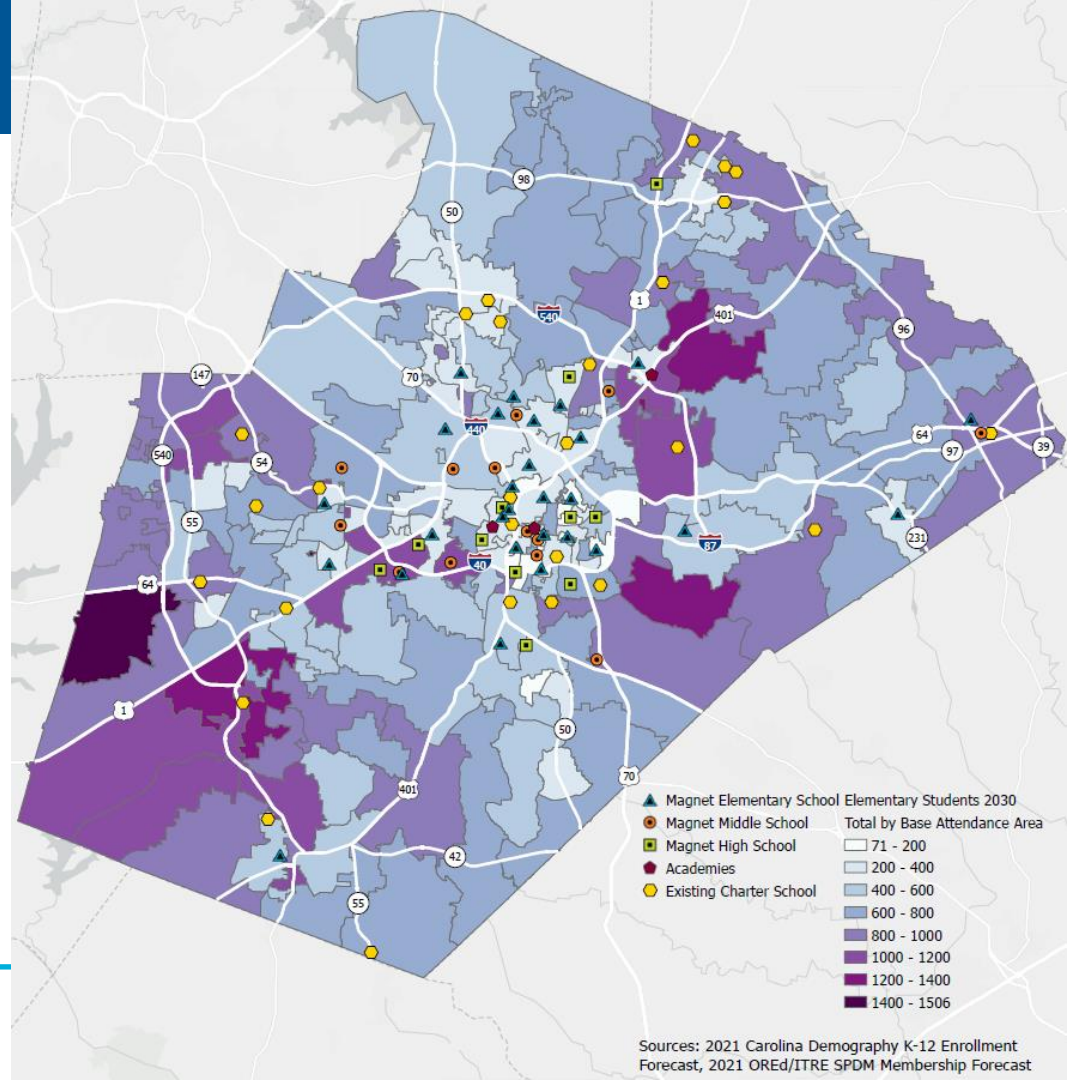 98
50
1
401
540
96
147
70
440
64
97
39
540
54
55
231
87
40
64
1
50
70
401
42
55
Magnet Elementary School
Magnet Middle School
Magnet High School
Academies
Existing Charter School
Elementary Students 2030
Total by Base Attendance Area
71 - 200
200 - 400
400 - 600
600 - 800
800 - 1000
1000 - 1200
1200 - 1400
1400 - 1506
Sources: 2021 Carolina Demography K-12 Enrollment
Forecast, 2021 OREd/ITRE SPDM Membership Forecast